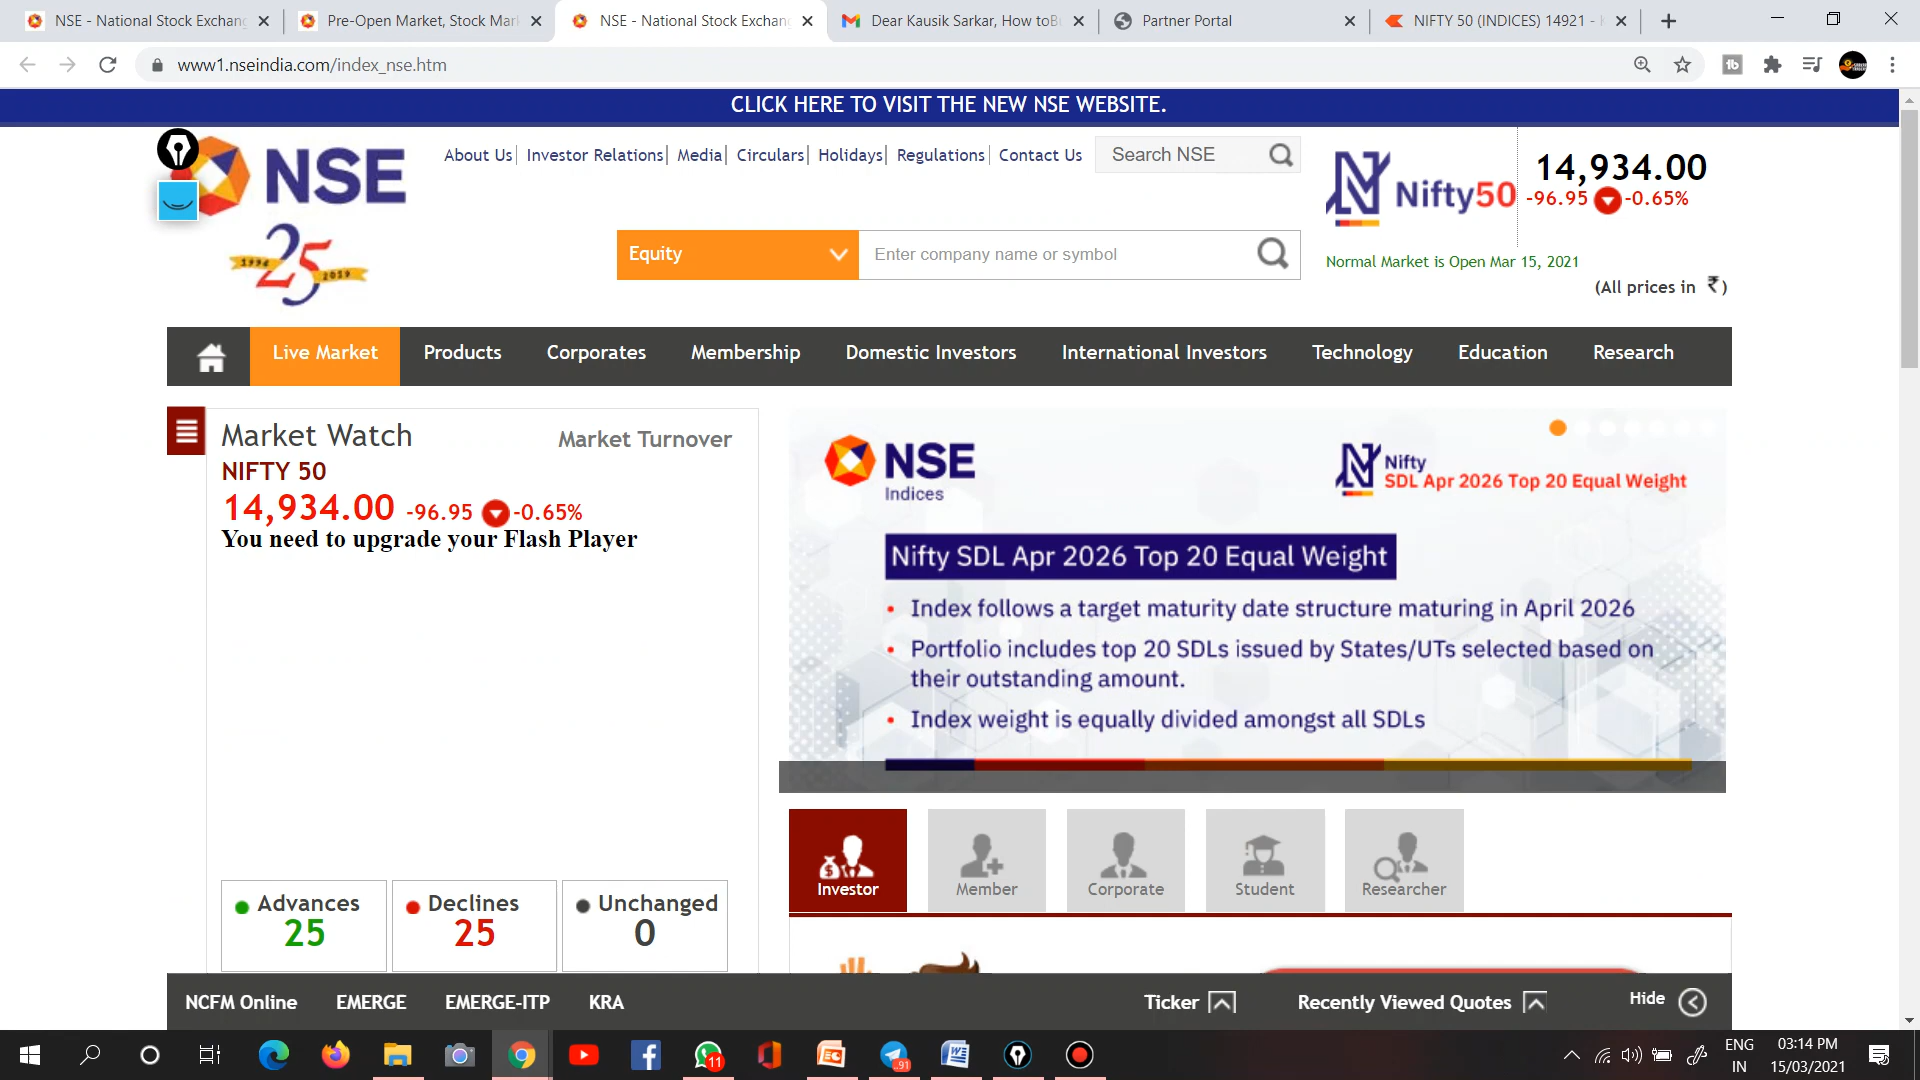 NSE - National Stock Exchang
Pre-Open Market, Stock Mark
NSE - National Stock Exchang
Dear Kausik Sarkar, How toB
Partner Portal
NIFTY 50 (INDICES) 14921 -
www1.nseindia.com/index_nse.htm
CLICK HERE TO VISIT THE NEW NSE WEBSITE.
NSE
1994 25 2019
About Us
Investor Relations
Media
Circulars
Holidays
Regulations
Contact Us
Search NSE
Equity
Enter company name or symbol
Nifty50
14,934.00
-96.95 -0.65%
Normal Market is Open Mar 15, 2021
(All prices in ₹)
Live Market
Products
Corporates
Membership
Domestic Investors
International Investors
Technology
Education
Research
Market Watch
Market Turnover
NIFTY 50
14,934.00 -96.95 -0.65%
You need to upgrade your Flash Player
Advances
25
Declines
25
Unchanged
0
NSE
Indices
Nifty
SDL Apr 2026 Top 20 Equal Weight
Nifty SDL Apr 2026 Top 20 Equal Weight
• Index follows a target maturity date structure maturing in April 2026
• Portfolio includes top 20 SDLs issued by States/UTs selected based on
their outstanding amount.
• Index weight is equally divided amongst all SDLs
Investor
Member
Corporate
Student
Researcher
NCFM Online
EMERGE
EMERGE-ITP
KRA
Ticker
Recently Viewed Quotes
Hide
11
91
ENG
IN
03:14 PM
15/03/2021